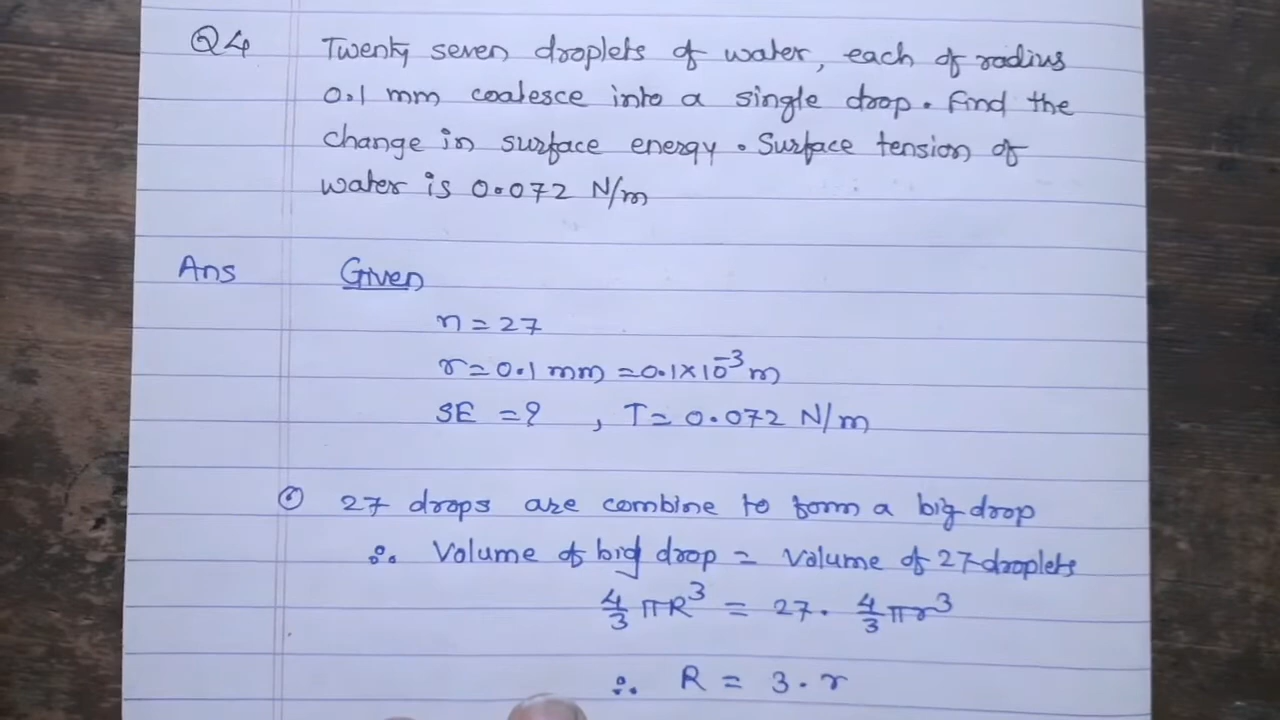 Q4 Twenty seven droplets of water, each of radius
0.1 mm coalesce into a single drop. Find the
change in surface energy. Surface tension of
water is 0.072 N/m
Ans Given
n = 27
r = 0.1 mm = 0.1×10⁻³ m
SE = ? , T = 0.072 N/m
① 27 drops are combine to form a big drop
∴ Volume of big drop = Volume of 27 droplets
4/3 πR³ = 27 · 4/3 πr³
∴ R = 3 · r